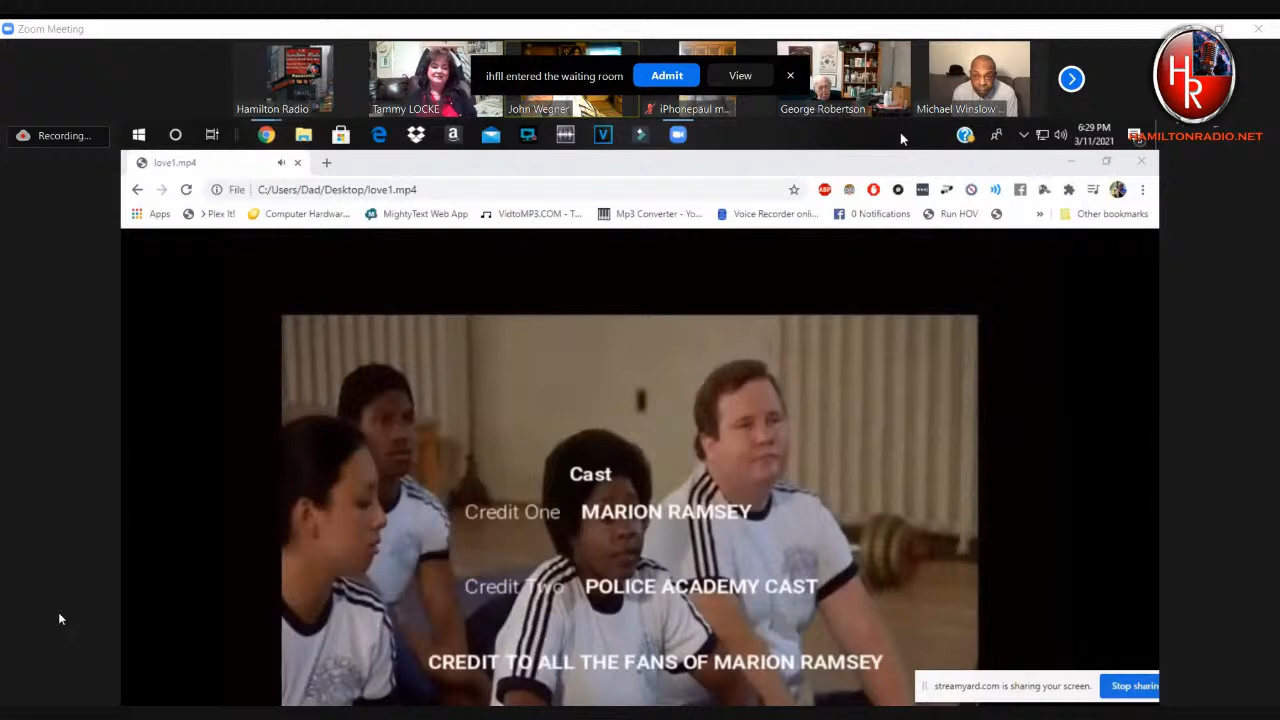 Zoom Meeting
ihfll entered the waiting room Admit View
Hamilton Radio Tammy LOCKE John Wegner iPhonepaul m... George Robertson Michael Winslow ...
HR
HAMILTONRADIO.NET
Recording...
6:29 PM
3/11/2021
love1.mp4
File C:/Users/Dad/Desktop/love1.mp4
ABP
Apps > Plex It! Computer Hardwar... MightyText Web App VidtoMP3.COM - T... Mp3 Converter - Yo... Voice Recorder onli... 0 Notifications Run HOV » Other bookmarks
Cast
Credit One MARION RAMSEY
Credit Two POLICE ACADEMY CAST
CREDIT TO ALL THE FANS OF MARION RAMSEY
streamyard.com is sharing your screen. Stop sharin